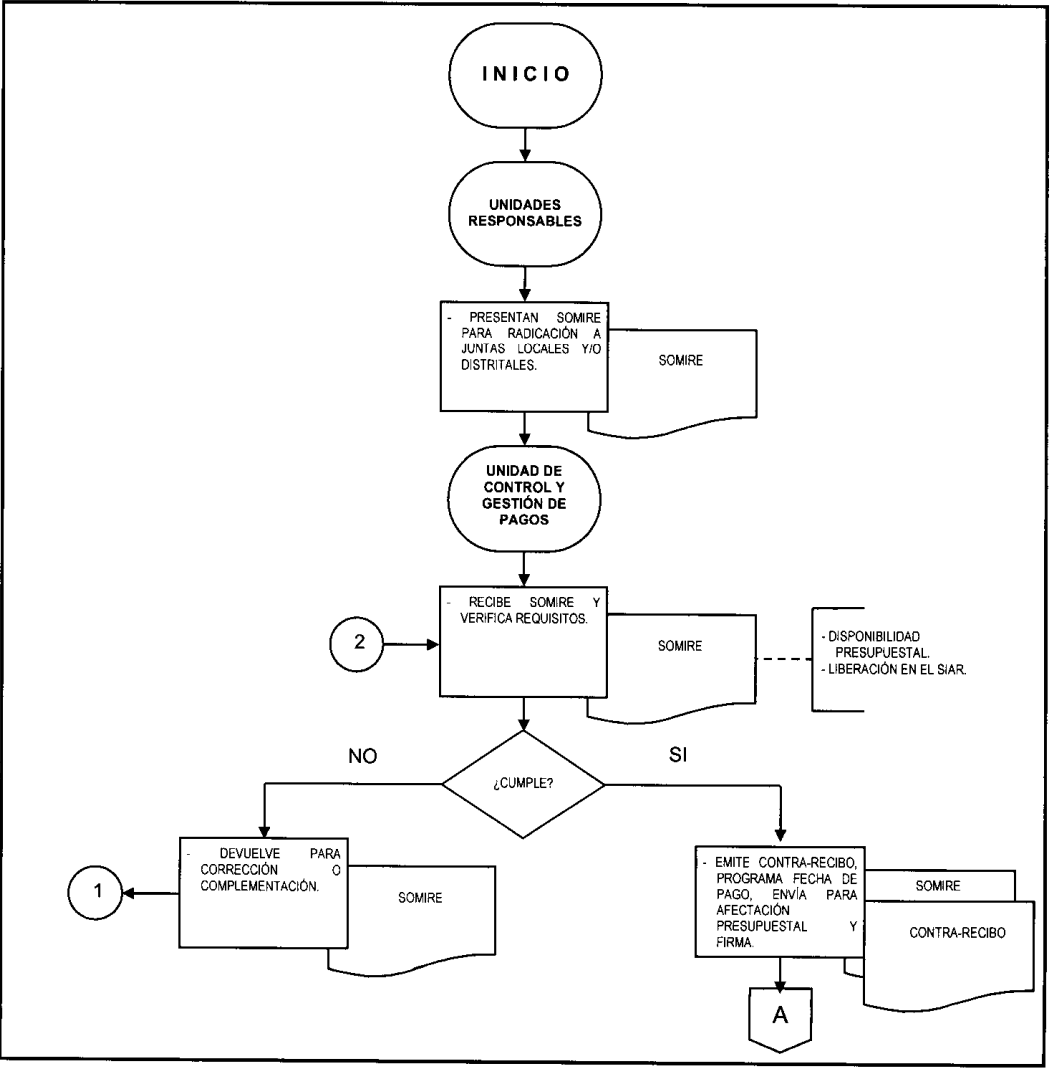 INICIO
UNIDADES
RESPONSABLES
- PRESENTAN SOMIRE
PARA RADICACIÓN A
JUNTAS LOCALES Y/O
DISTRITALES.
SOMIRE
UNIDAD DE
CONTROL Y
GESTIÓN DE
PAGOS
- RECIBE SOMIRE Y
VERIFICA REQUISITOS.
2
SOMIRE
- DISPONIBILIDAD
PRESUPUESTAL.
- LIBERACIÓN EN EL SIAR.
NO
¿CUMPLE?
SI
- DEVUELVE PARA
CORRECCIÓN O
COMPLEMENTACIÓN.
1
SOMIRE
- EMITE CONTRA-RECIBO,
PROGRAMA FECHA DE
PAGO, ENVÍA PARA
AFECTACIÓN
PRESUPUESTAL Y
FIRMA.
SOMIRE
CONTRA-RECIBO
A